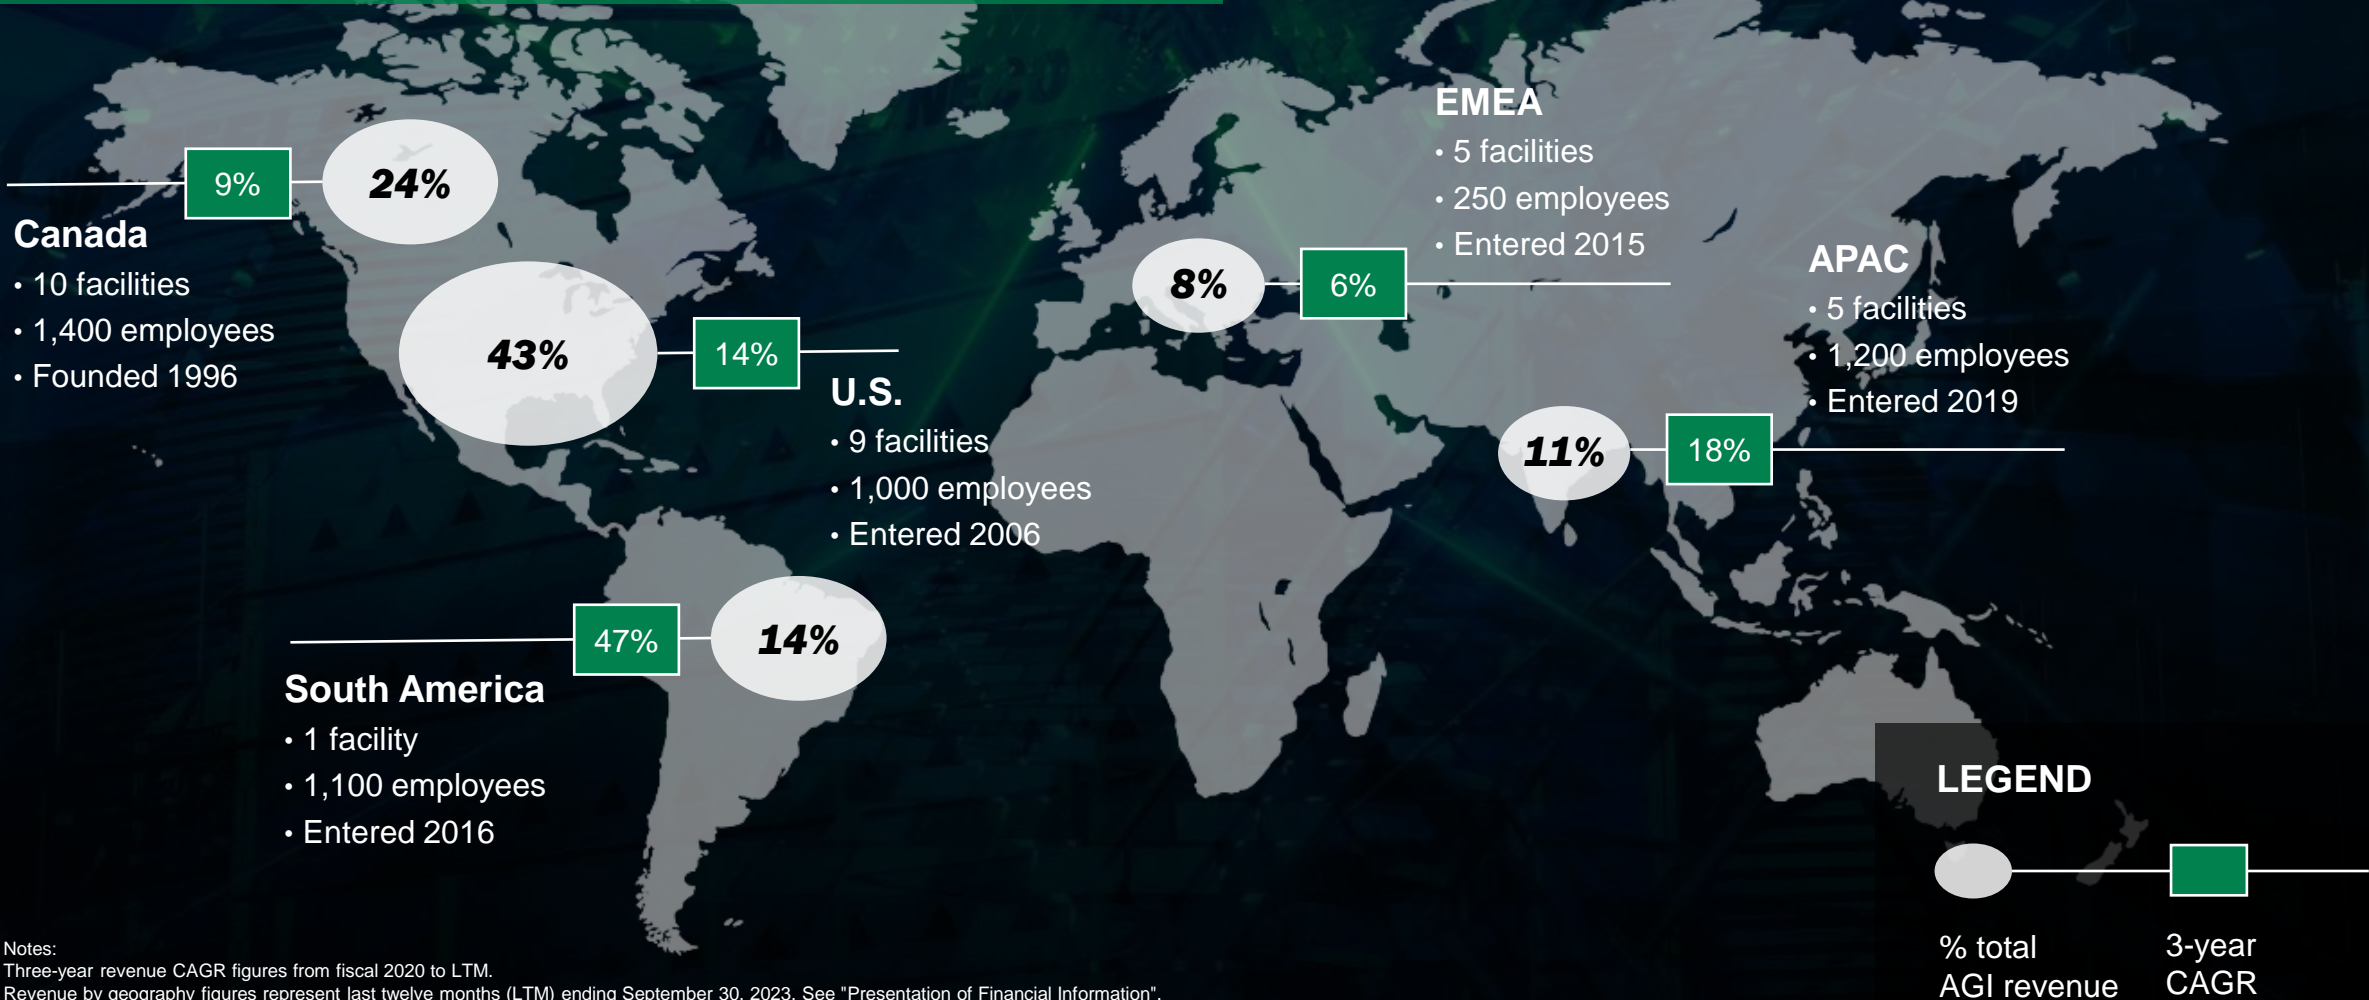 9%
24%
Canada
• 10 facilities
• 1,400 employees
• Founded 1996
43%
14%
U.S.
• 9 facilities
• 1,000 employees
• Entered 2006
47%
14%
South America
• 1 facility
• 1,100 employees
• Entered 2016
EMEA
• 5 facilities
• 250 employees
• Entered 2015
8%
6%
APAC
• 5 facilities
• 1,200 employees
• Entered 2019
11%
18%
LEGEND
% total
AGI revenue
3-year
CAGR
Notes:
Three-year revenue CAGR figures from fiscal 2020 to LTM.
Revenue by geography figures represent last twelve months (LTM) ending September 30, 2023. See "Presentation of Financial Information".